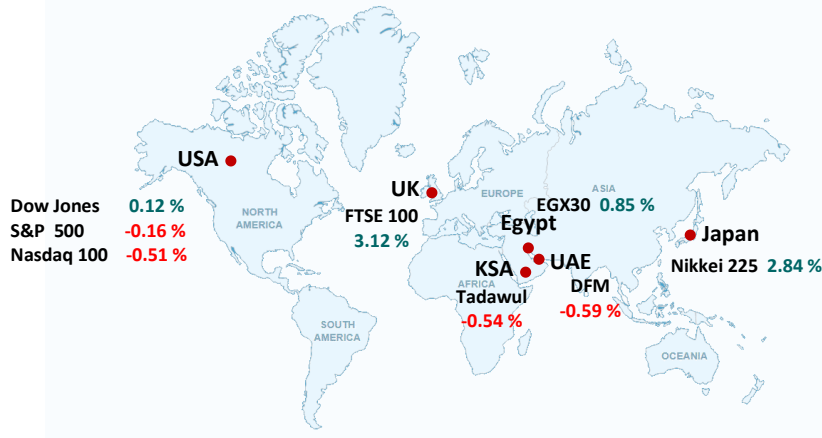 USA
Dow Jones 0.12 %
S&P 500 -0.16 %
Nasdaq 100 -0.51 %
NORTH
AMERICA
SOUTH
AMERICA
UK
FTSE 100
3.12 %
EUROPE
ASIA
EGX30 0.85 %
Egypt
KSA
AFRICA
Tadawul
-0.54 %
UAE
DFM
-0.59 %
Japan
Nikkei 225 2.84 %
OCEANIA